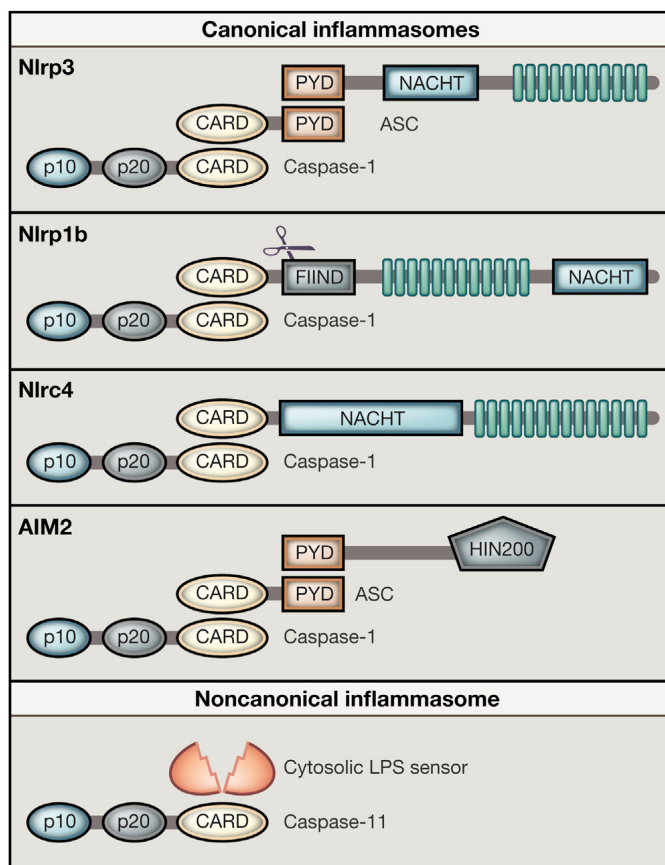 Canonical inflammasomes
Nlrp3
PYD NACHT
CARD PYD ASC
p10 p20 CARD Caspase-1
Nlrp1b
CARD FIIND NACHT
p10 p20 CARD Caspase-1
Nlrc4
CARD NACHT
p10 p20 CARD Caspase-1
AIM2
PYD HIN200
CARD PYD ASC
p10 p20 CARD Caspase-1
Noncanonical inflammasome
Cytosolic LPS sensor
p10 p20 CARD Caspase-11